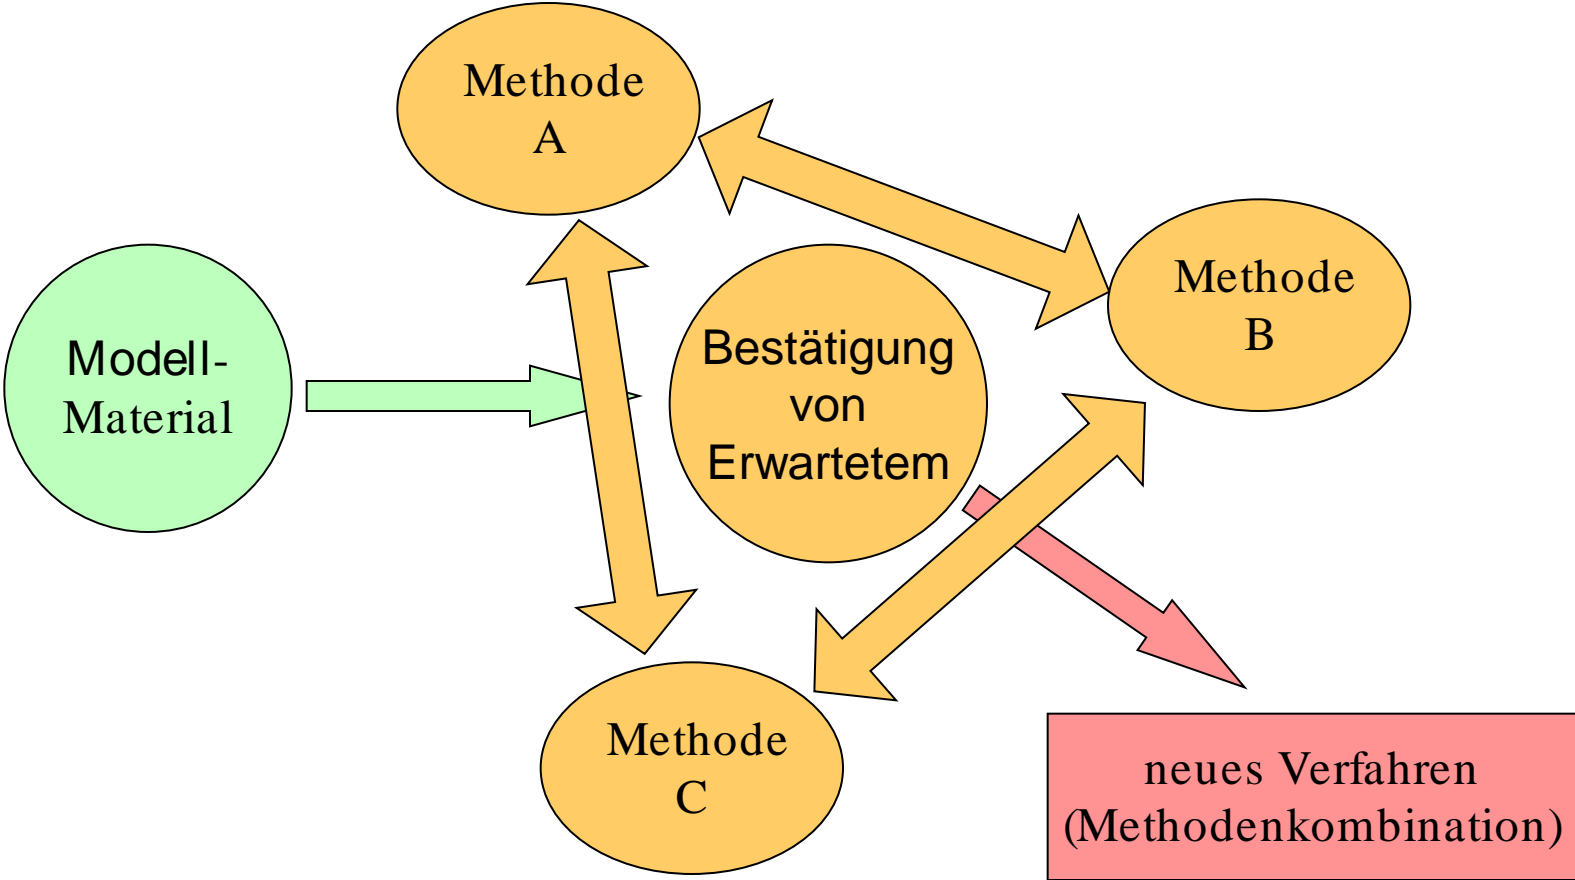 Methode
A
Methode
B
Modell-
Material
Bestätigung
von
Erwartetem
Methode
C
neues Verfahren
(Methodenkombination)